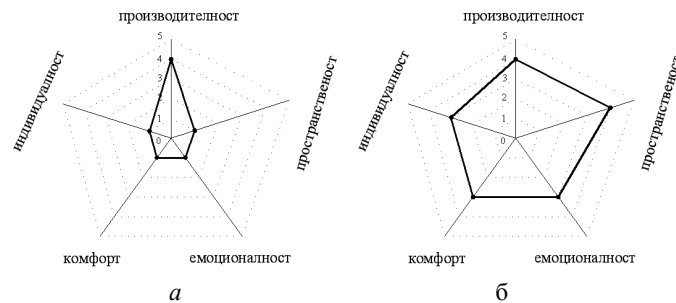 производителност
5
4
3
2
1
0
индивидуалност
пространственост
комфорт
емоционалност
а
производителност
5
4
3
2
1
0
индивидуалност
пространственост
комфорт
емоционалност
б